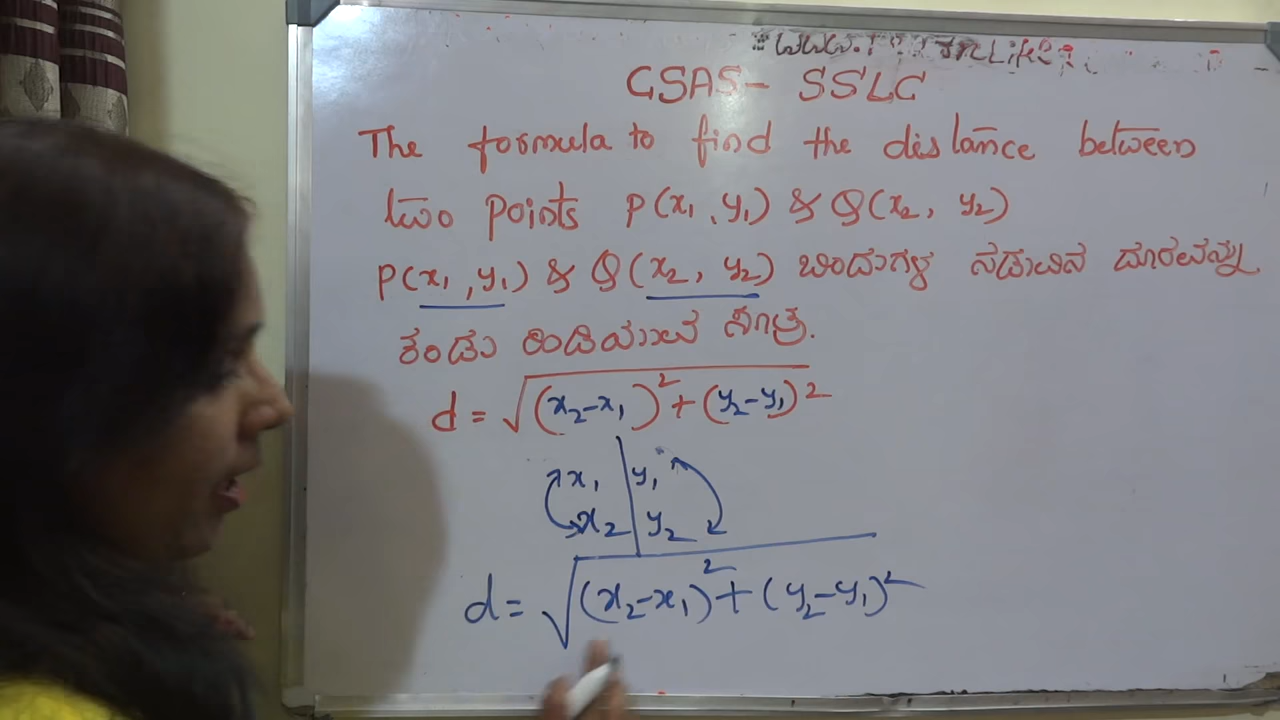 GSAS- SSLC
The formula to find the distance between
two points P(x₁, y₁) & Q(x₂, y₂)
P(x₁, y₁) & Q(x₂, y₂) ಬಿಂದುಗಳ ನಡುವಿನ ದೂರವನ್ನು
ಕಂಡು ಹಿಡಿಯುವ ಸೂತ್ರ.
d = √(x₂-x₁)² + (y₂-y₁)²
x₁ | y₁
x₂ | y₂
d = √(x₂-x₁)² + (y₂-y₁)²